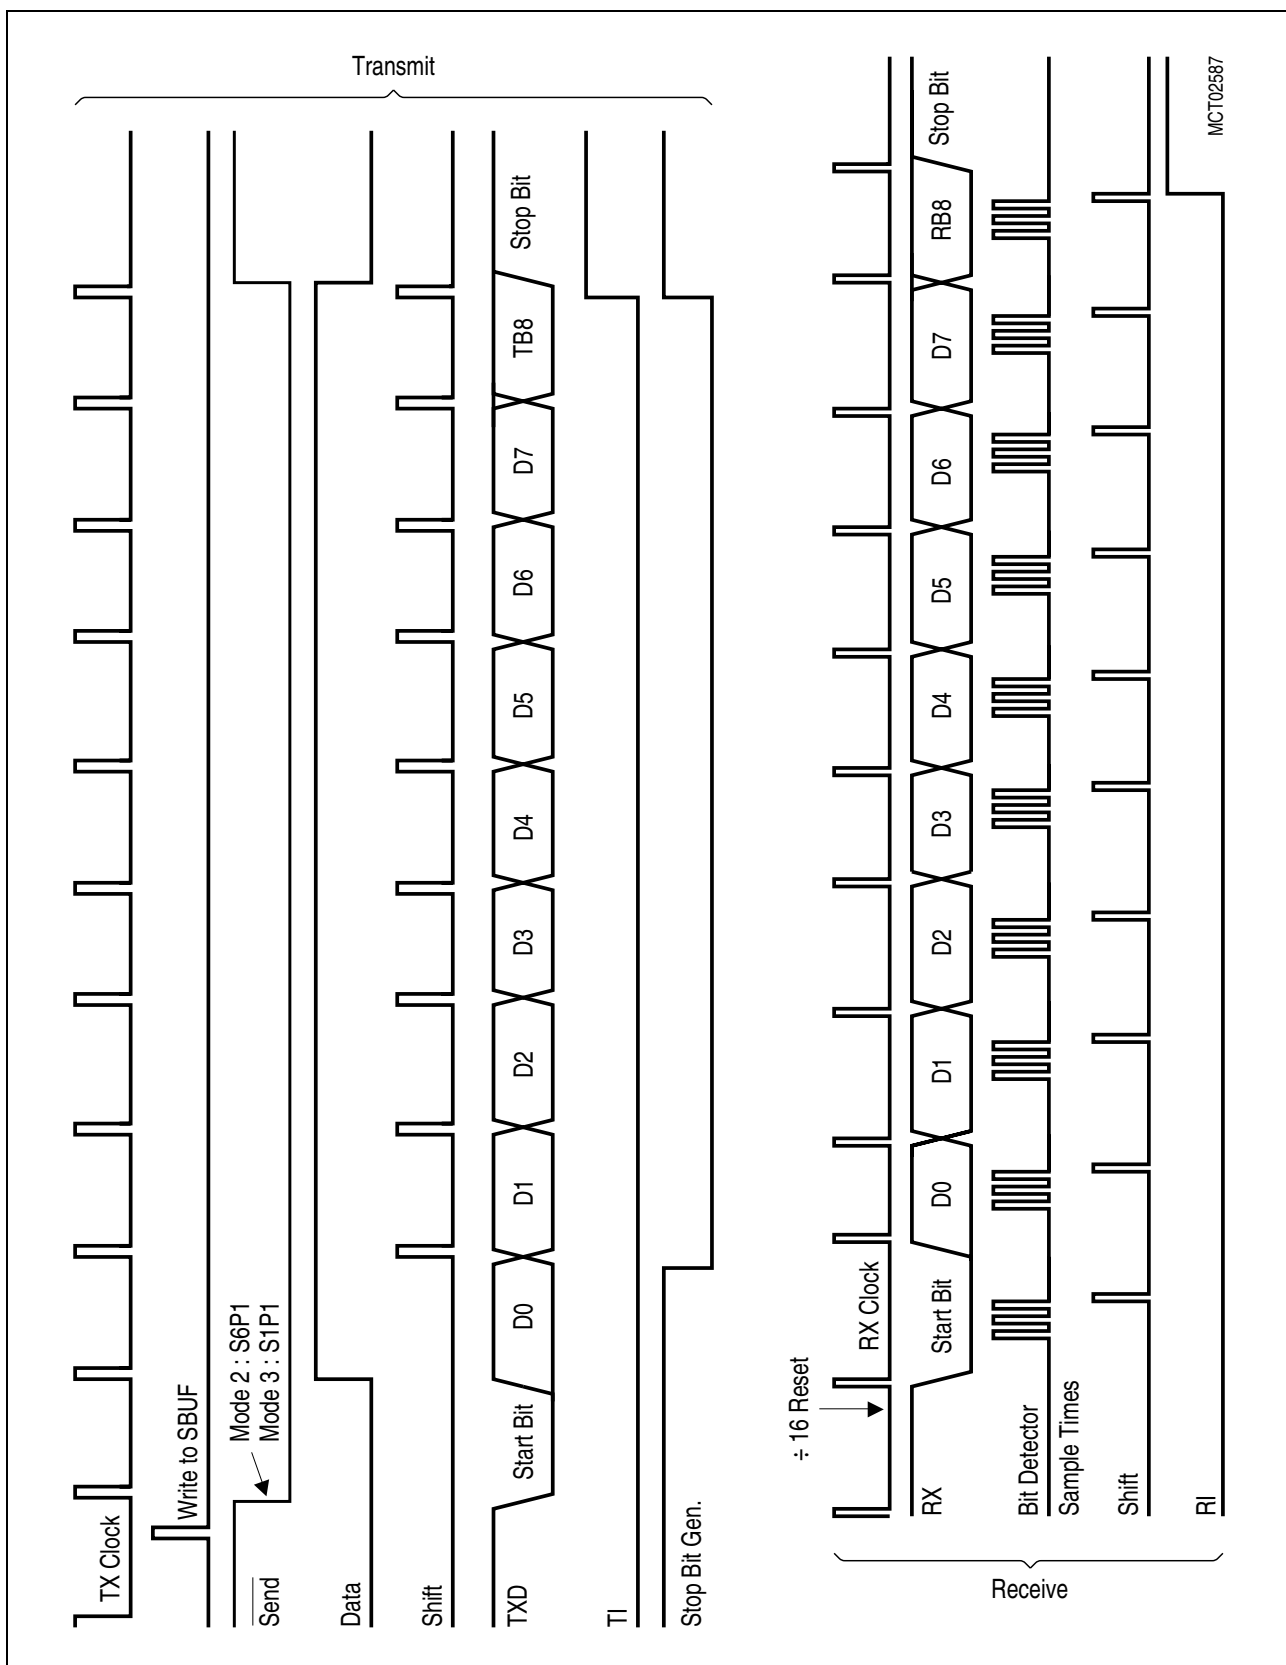 Transmit
TX Clock
Write to SBUF
Mode 2 : S6P1
Mode 3 : S1P1
Send
Data
Shift
TXD
Start Bit
D0
D1
D2
D3
D4
D5
D6
D7
TB8
Stop Bit
TI
Stop Bit Gen.
÷ 16 Reset
RX Clock
RX
Start Bit
D0
D1
D2
D3
D4
D5
D6
D7
RB8
Stop Bit
Bit Detector
Sample Times
Shift
RI
Receive
MCT02587